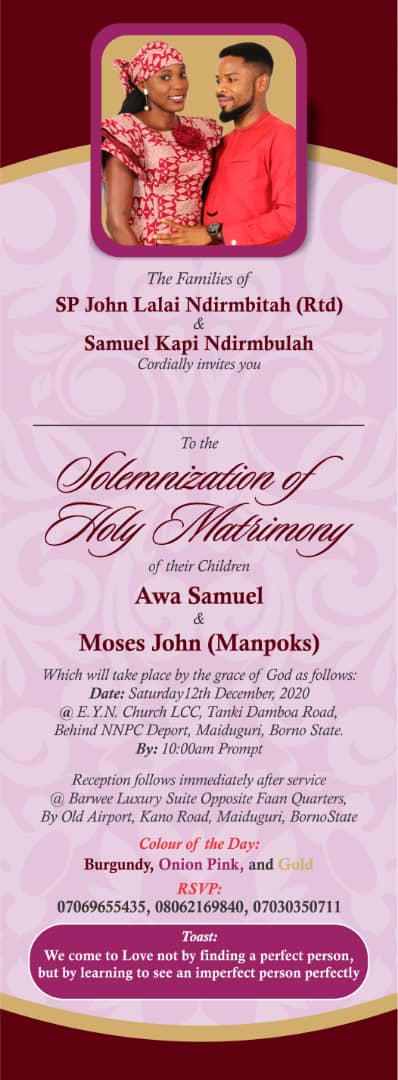 The Families of
SP John Lalai Ndirmbitah (Rtd)
&
Samuel Kapi Ndirmbulah
Cordially invites you
To the
Solemnization of
Holy Matrimony
of their Children
Awa Samuel
&
Moses John (Manpoks)
Which will take place by the grace of God as follows:
Date: Saturday12th December, 2020
@ E.Y.N. Church LCC, Tanki Damboa Road,
Behind NNPC Deport, Maiduguri, Borno State.
By: 10:00am Prompt
Reception follows immediately after service
@ Barwee Luxury Suite Opposite Faan Quarters,
By Old Airport, Kano Road, Maiduguri, BornoState
Colour of the Day:
Burgundy, Onion Pink, and Gold
RSVP:
07069655435, 08062169840, 07030350711
Toast:
We come to Love not by finding a perfect person,
but by learning to see an imperfect person perfectly